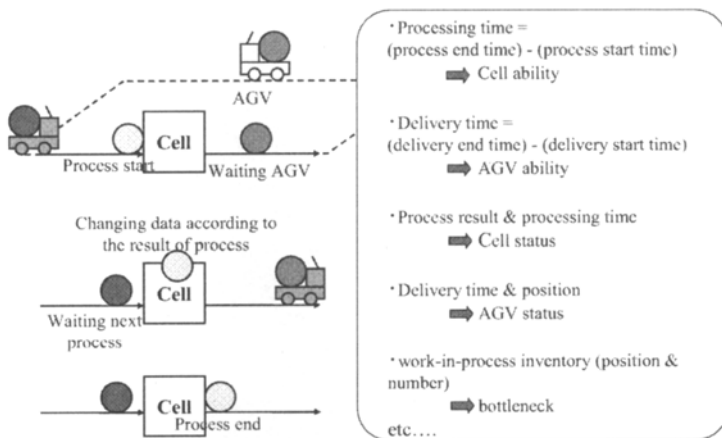 AGV
Cell
Process start
Waiting AGV
Changing data according to
the result of process
Cell
Waiting next
process
Cell
Process end
・Processing time =
(process end time) - (process start time)
Cell ability
・Delivery time =
(delivery end time) - (delivery start time)
AGV ability
・Process result & processing time
Cell status
・Delivery time & position
AGV status
・work-in-process inventory (position &
number)
bottleneck
etc….